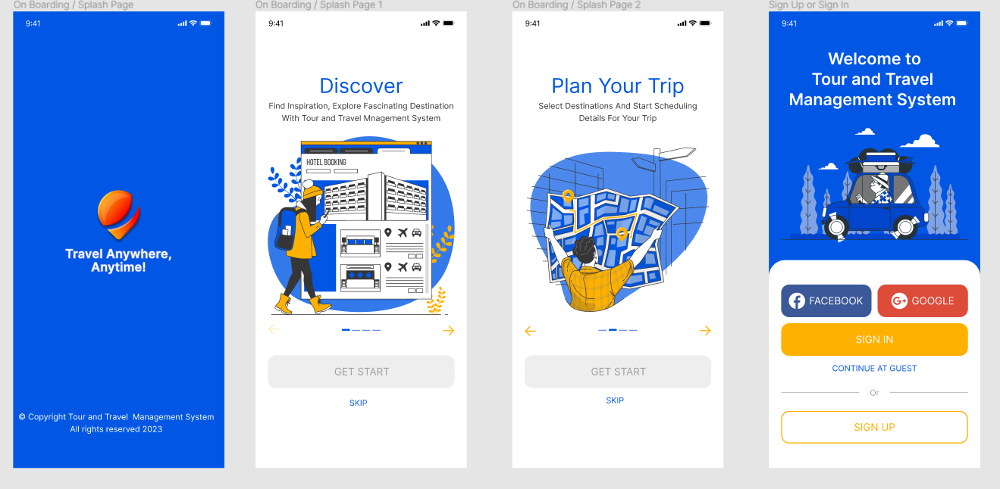 On Boarding / Splash Page
9:41
Travel Anywhere,
Anytime!
© Copyright Tour and Travel  Management System
All rights reserved 2023
On Boarding / Splash Page 1
9:41
Discover
Find Inspiration, Explore Fascinating Destination
With Tour and Travel Mnagement System
HOTEL BOOKING
GET START
SKIP
On Boarding / Splash Page 2
9:41
Plan Your Trip
Select Destinations And Start Scheduling
Details For Your Trip
GET START
SKIP
Sign Up or Sign In
9:41
Welcome to
Tour and Travel
Management System
FACEBOOK
G+ GOOGLE
SIGN IN
CONTINUE AT GUEST
Or
SIGN UP